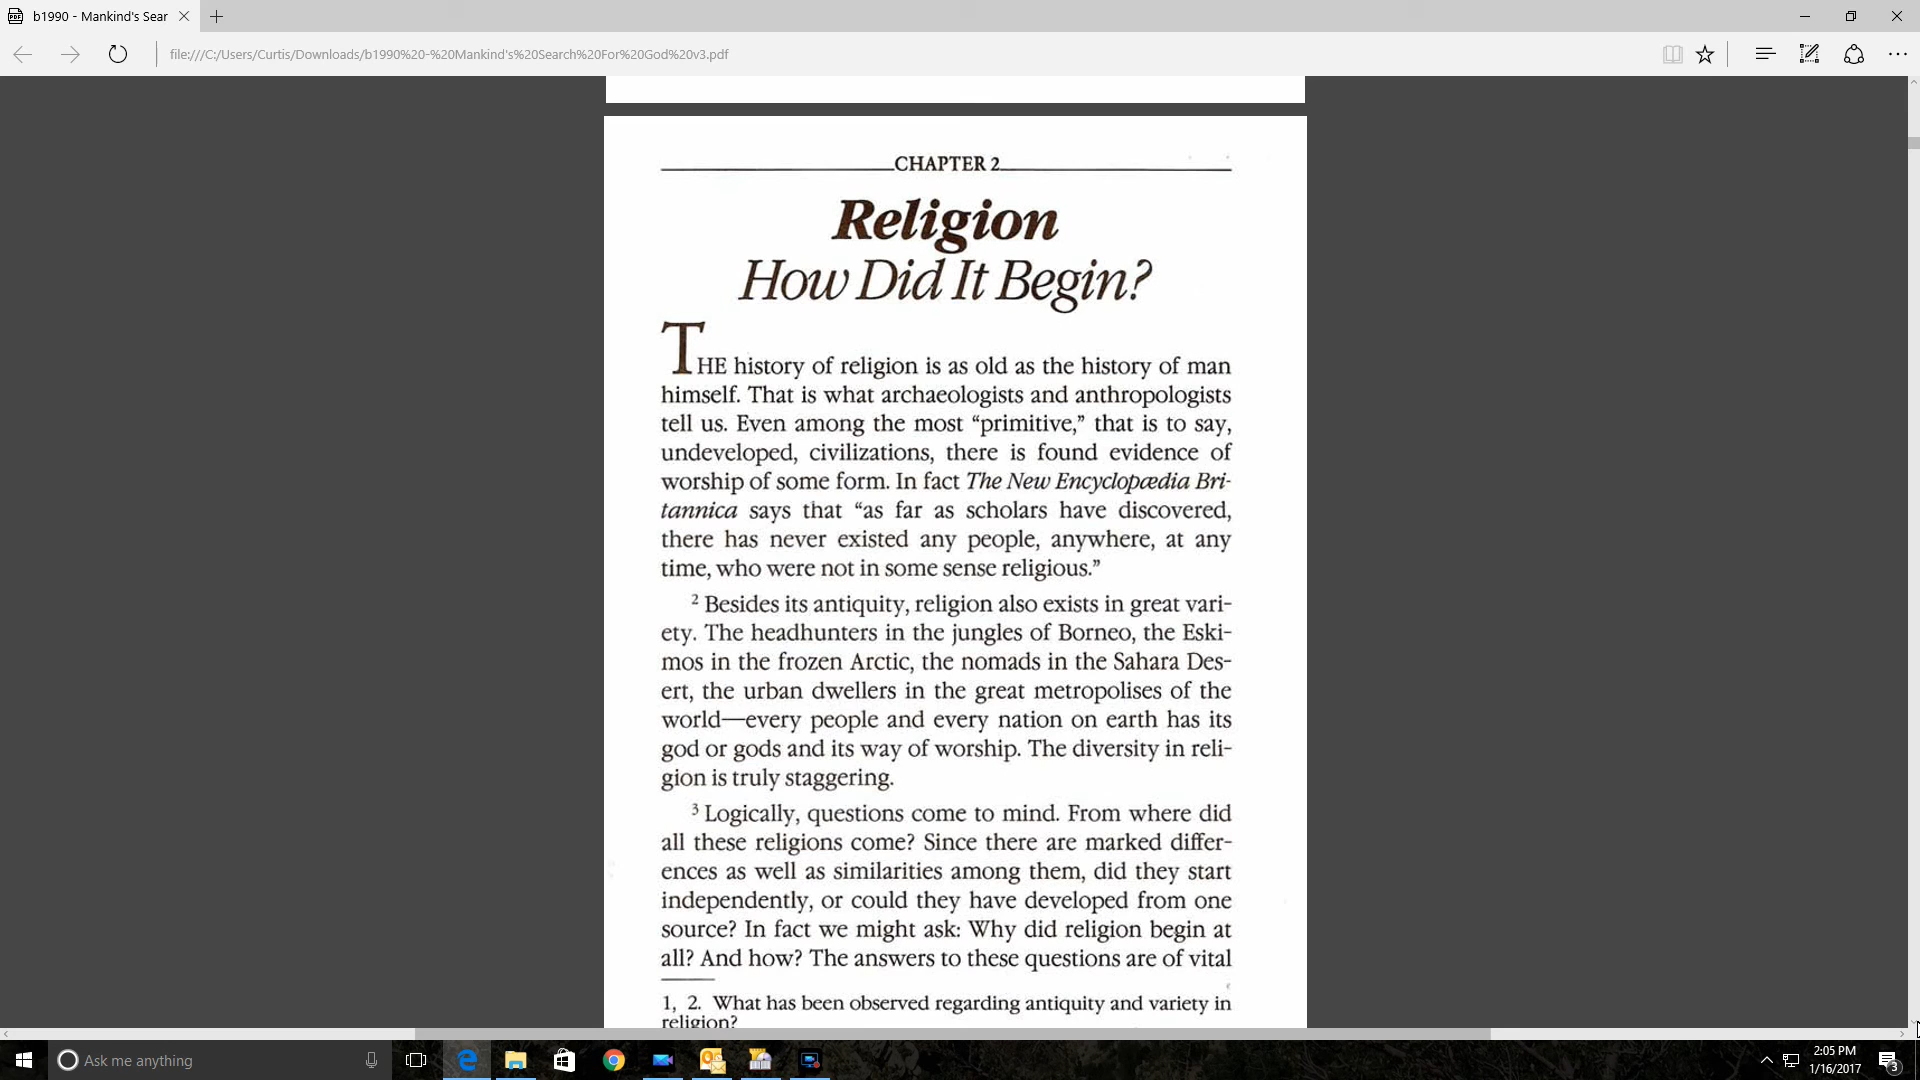 b1990 - Mankind's Sear
file:///C:/Users/Curtis/Downloads/b1990%20-%20Mankind's%20Search%20For%20God%20v3.pdf
CHAPTER 2
Religion
How Did It Begin?
THE history of religion is as old as the history of man
himself. That is what archaeologists and anthropologists
tell us. Even among the most “primitive,” that is to say,
undeveloped, civilizations, there is found evidence of
worship of some form. In fact The New Encyclopædia Bri-
tannica says that “as far as scholars have discovered,
there has never existed any people, anywhere, at any
time, who were not in some sense religious.”
2 Besides its antiquity, religion also exists in great vari-
ety. The headhunters in the jungles of Borneo, the Eski-
mos in the frozen Arctic, the nomads in the Sahara Des-
ert, the urban dwellers in the great metropolises of the
world—every people and every nation on earth has its
god or gods and its way of worship. The diversity in reli-
gion is truly staggering.
3 Logically, questions come to mind. From where did
all these religions come? Since there are marked differ-
ences as well as similarities among them, did they start
independently, or could they have developed from one
source? In fact we might ask: Why did religion begin at
all? And how? The answers to these questions are of vital
1, 2. What has been observed regarding antiquity and variety in
religion?
Ask me anything
2:05 PM
1/16/2017
3